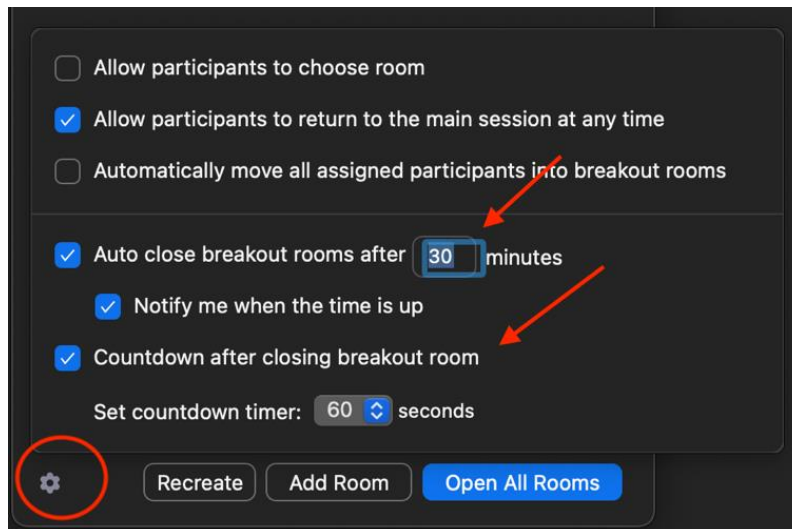 Allow participants to choose room
Allow participants to return to the main session at any time
Automatically move all assigned participants into breakout rooms
Auto close breakout rooms after 30 minutes
Notify me when the time is up
Countdown after closing breakout room
Set countdown timer: 60 seconds
Recreate Add Room Open All Rooms